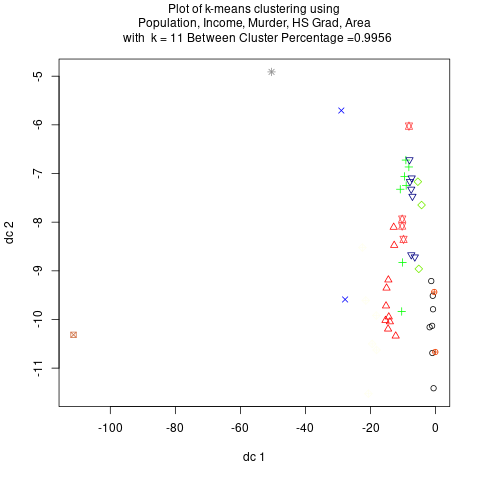 Plot of k-means clustering using
Population, Income, Murder, HS Grad, Area
with k = 11 Between Cluster Percentage =0.9956
dc 2
-5
-6
-7
-8
-9
-10
-11
-100
-80
-60
-40
-20
0
dc 1